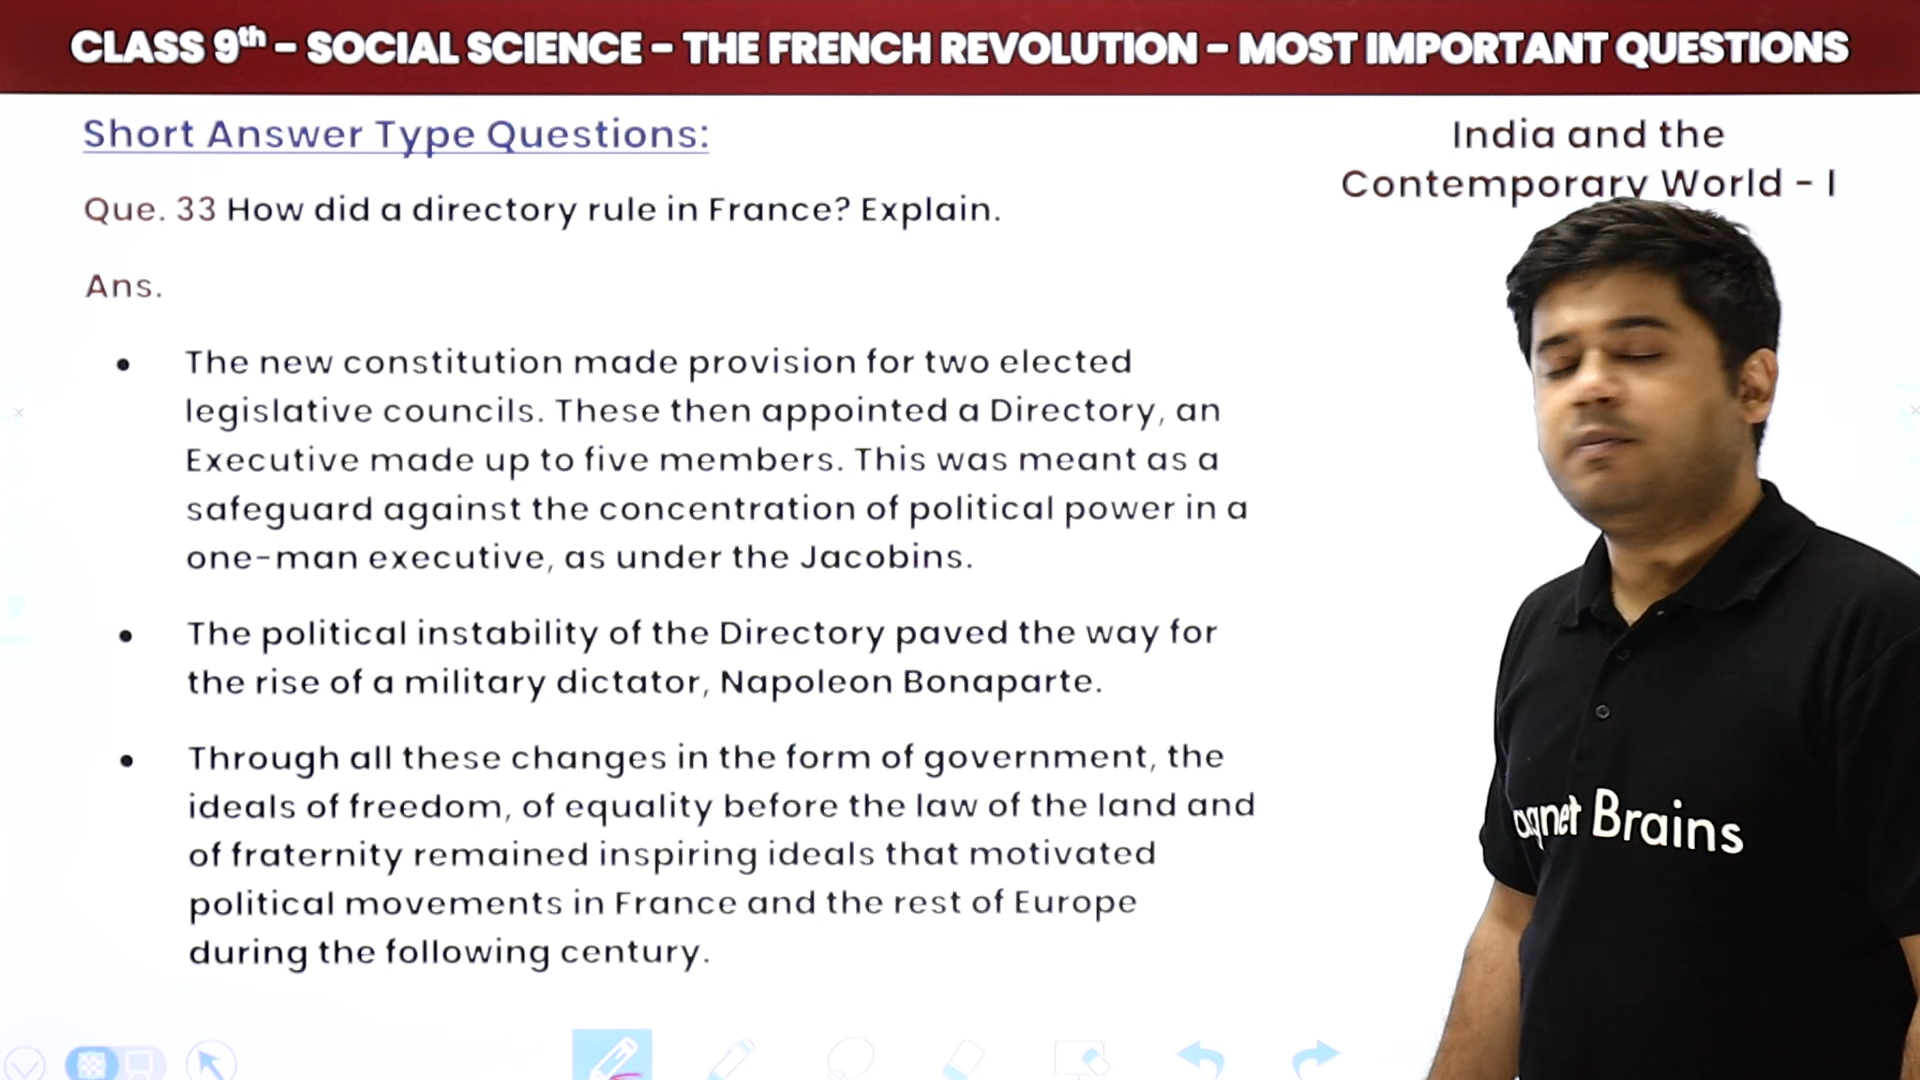 CLASS 9th – SOCIAL SCIENCE – THE FRENCH REVOLUTION – MOST IMPORTANT QUESTIONS
Short Answer Type Questions:
India and the
Contemporary World - I
Que. 33 How did a directory rule in France? Explain.
Ans.
• The new constitution made provision for two elected
legislative councils. These then appointed a Directory, an
Executive made up to five members. This was meant as a
safeguard against the concentration of political power in a
one-man executive, as under the Jacobins.
• The political instability of the Directory paved the way for
the rise of a military dictator, Napoleon Bonaparte.
• Through all these changes in the form of government, the
ideals of freedom, of equality before the law of the land and
of fraternity remained inspiring ideals that motivated
political movements in France and the rest of Europe
during the following century.
agnet Brains